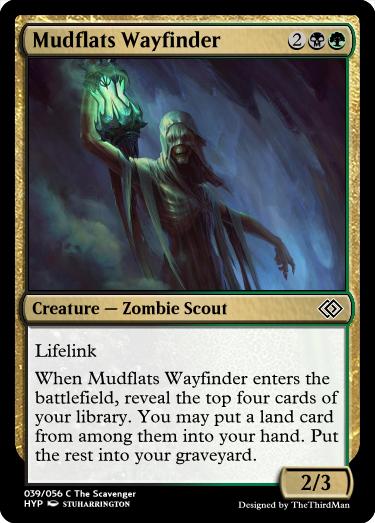 Mudflats Wayfinder 2
Creature — Zombie Scout
Lifelink
When Mudflats Wayfinder enters the
battlefield, reveal the top four cards of
your library. You may put a land card
from among them into your hand. Put
the rest into your graveyard.
2/3
039/056 C The Scavenger
HYP STUHARRINGTON
Designed by TheThirdMan